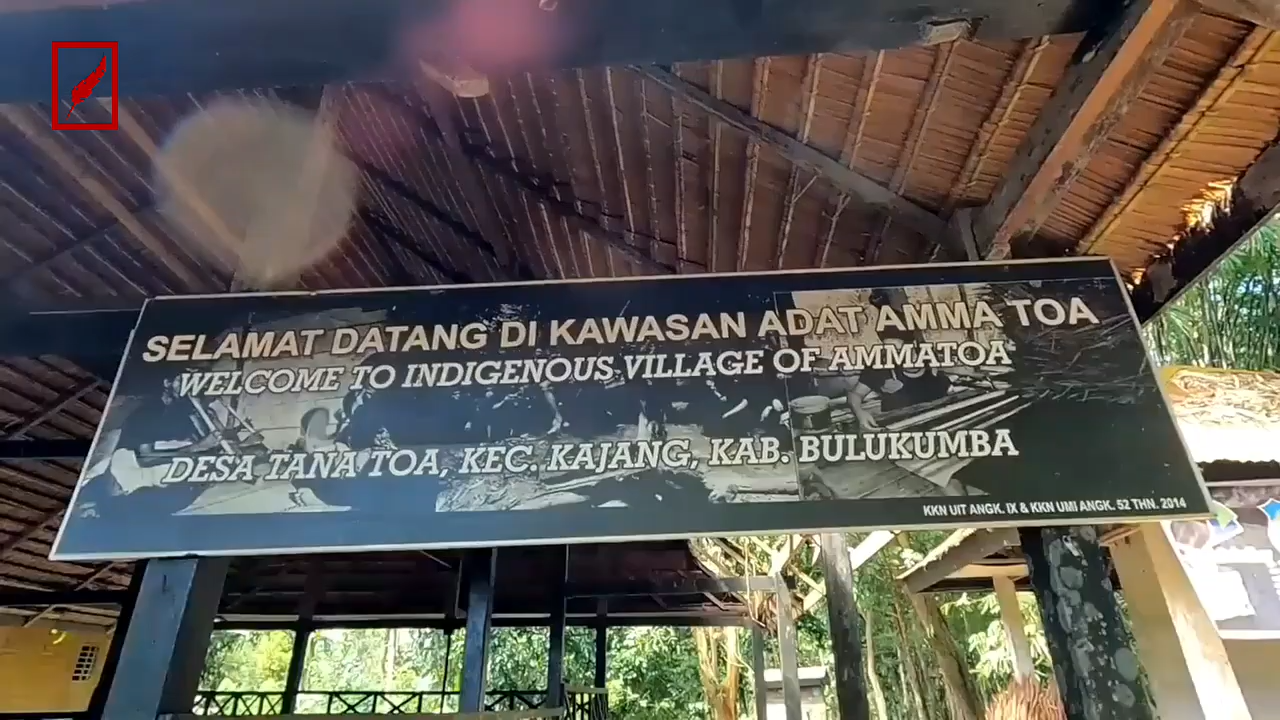 SELAMAT DATANG DI KAWASAN ADAT AMMA TOA
WELCOME TO INDIGENOUS VILLAGE OF AMMATOA
DESA TANA TOA, KEC. KAJANG, KAB. BULUKUMBA
KKN UIT ANGK. IX & KKN UMI ANGK. 52 THN. 2014